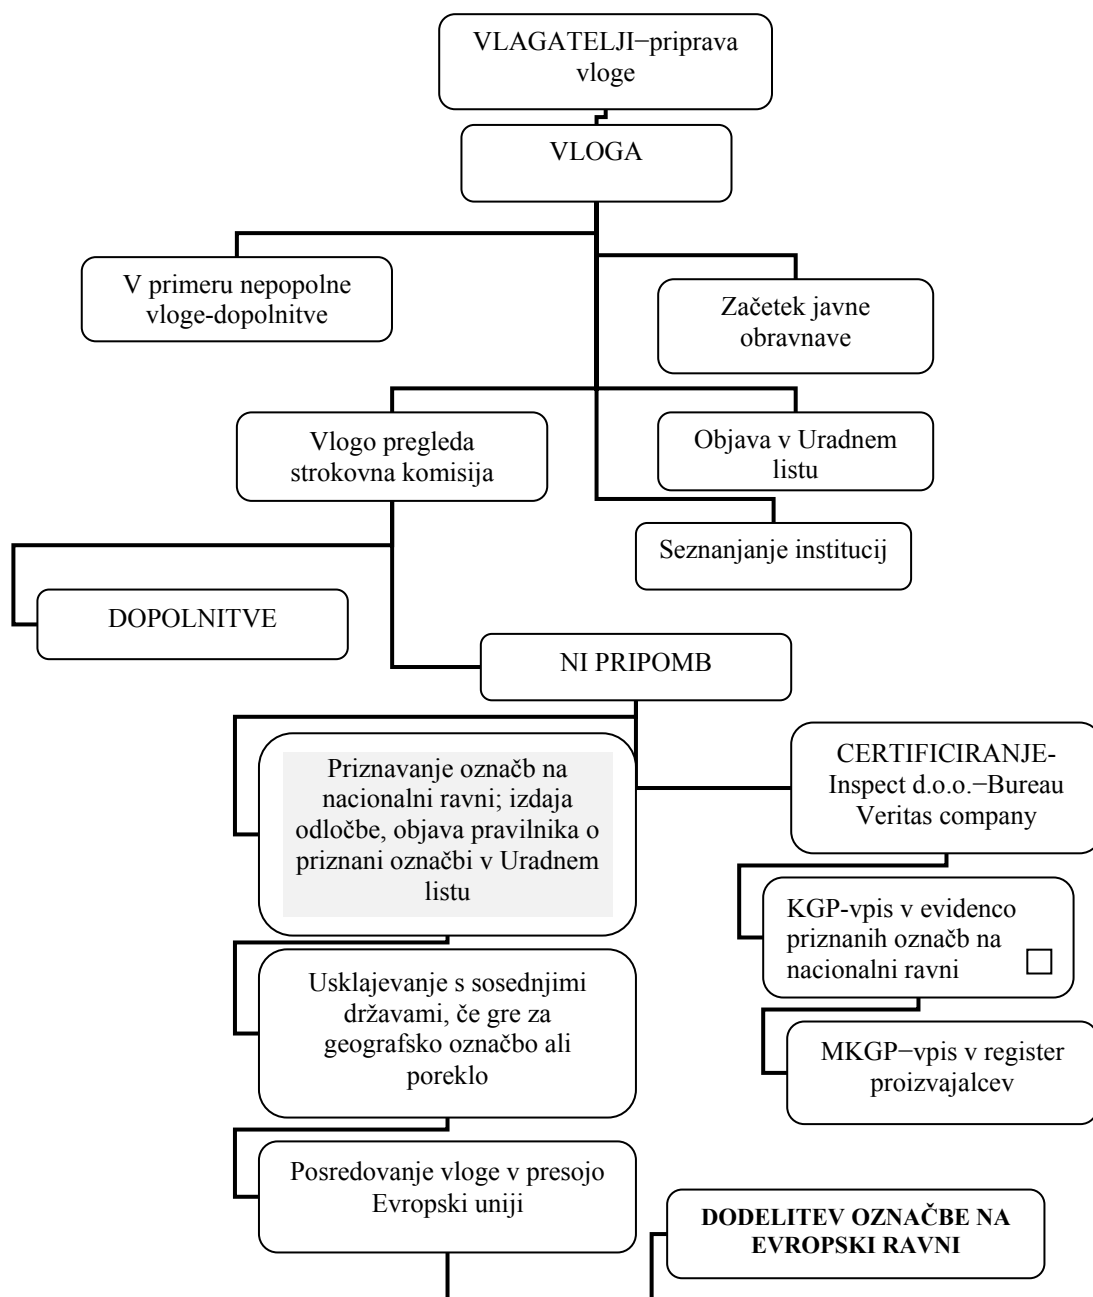 VLAGATELJI−priprava
vloge
VLOGA
V primeru nepopolne
vloge-dopolnitve
Začetek javne
obravnave
Vlogo pregleda
strokovna komisija
Objava v Uradnem
listu
Seznanjanje institucij
DOPOLNITVE
NI PRIPOMB
Priznavanje označb na
nacionalni ravni; izdaja
odločbe, objava pravilnika o
priznani označbi v Uradnem
listu
CERTIFICIRANJE-
Inspect d.o.o.−Bureau
Veritas company
KGP-vpis v evidenco
priznanih označb na
nacionalni ravni
Usklajevanje s sosednjimi
državami, če gre za
geografsko označbo ali
poreklo
MKGP−vpis v register
proizvajalcev
Posredovanje vloge v presojo
Evropski uniji
DODELITEV OZNAČBE NA
EVROPSKI RAVNI